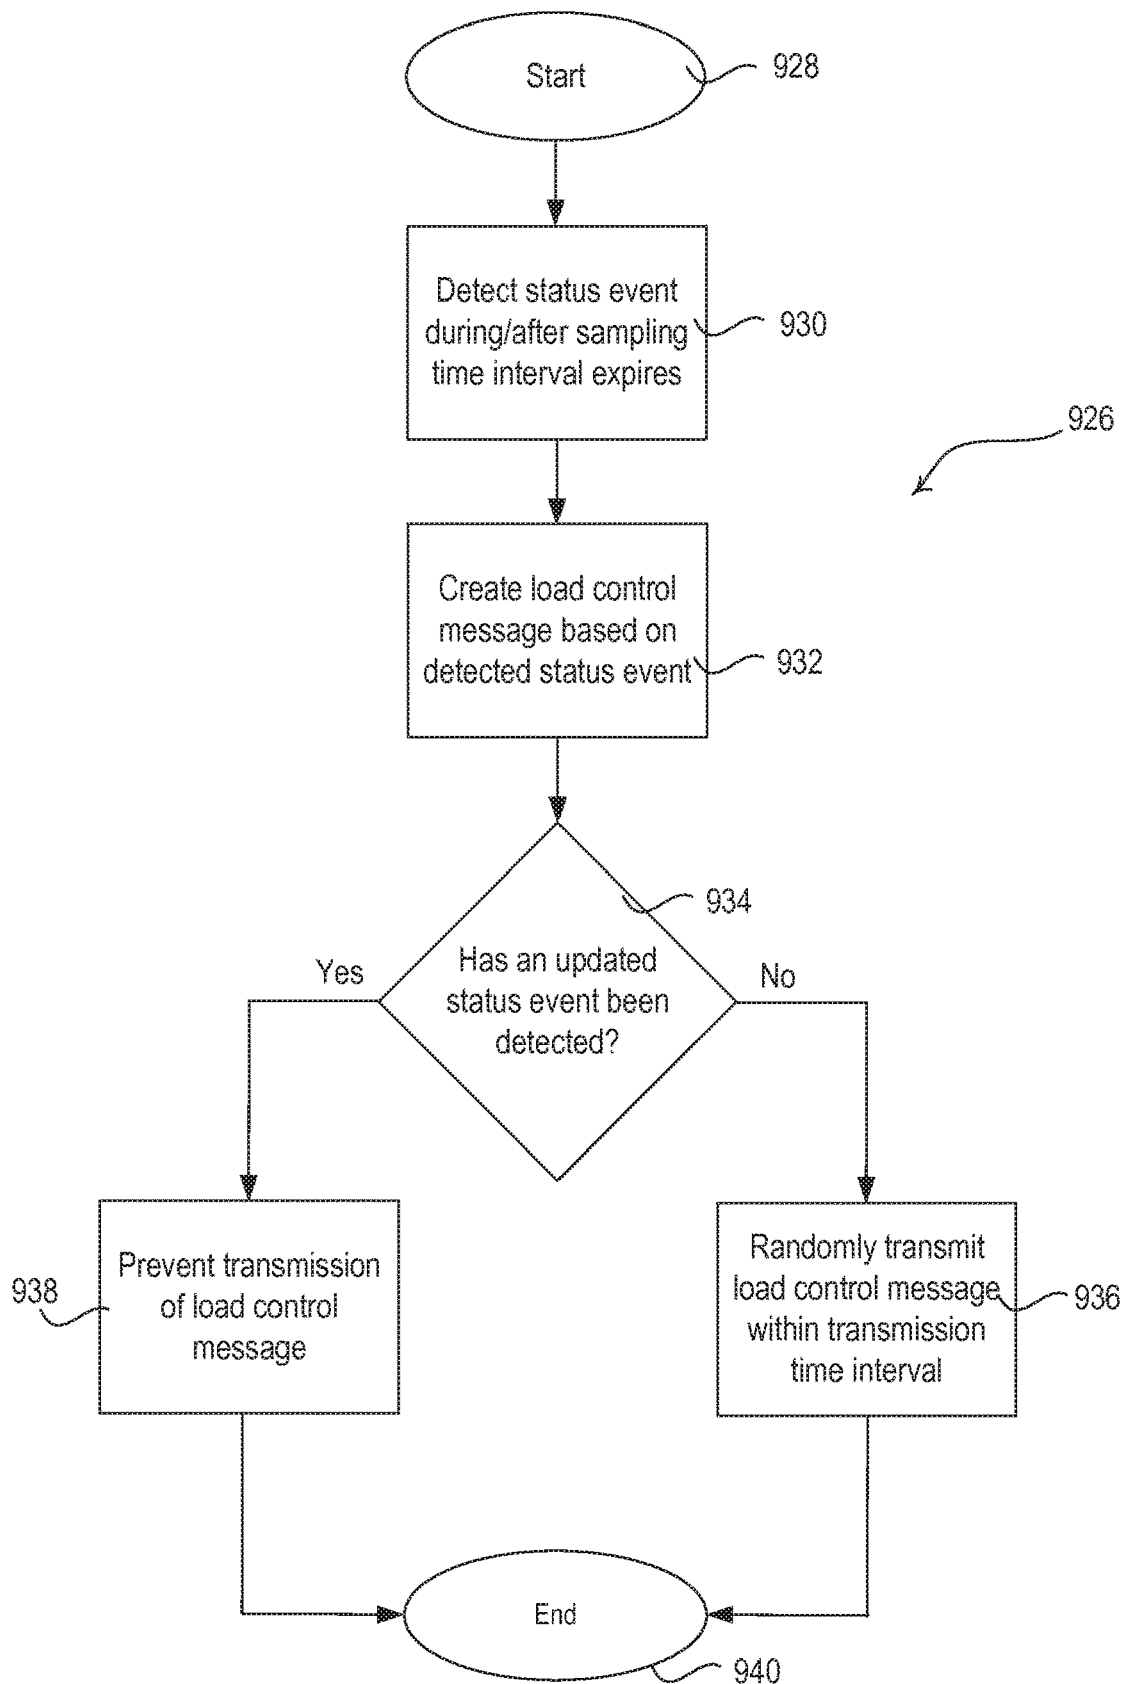 Start
928
Detect status event
during/after sampling
time interval expires
930
926
Create load control
message based on
detected status event
932
934
Has an updated
status event been
detected?
Yes
No
Prevent transmission
of load control
message
938
Randomly transmit
load control message
within transmission
time interval
936
End
940